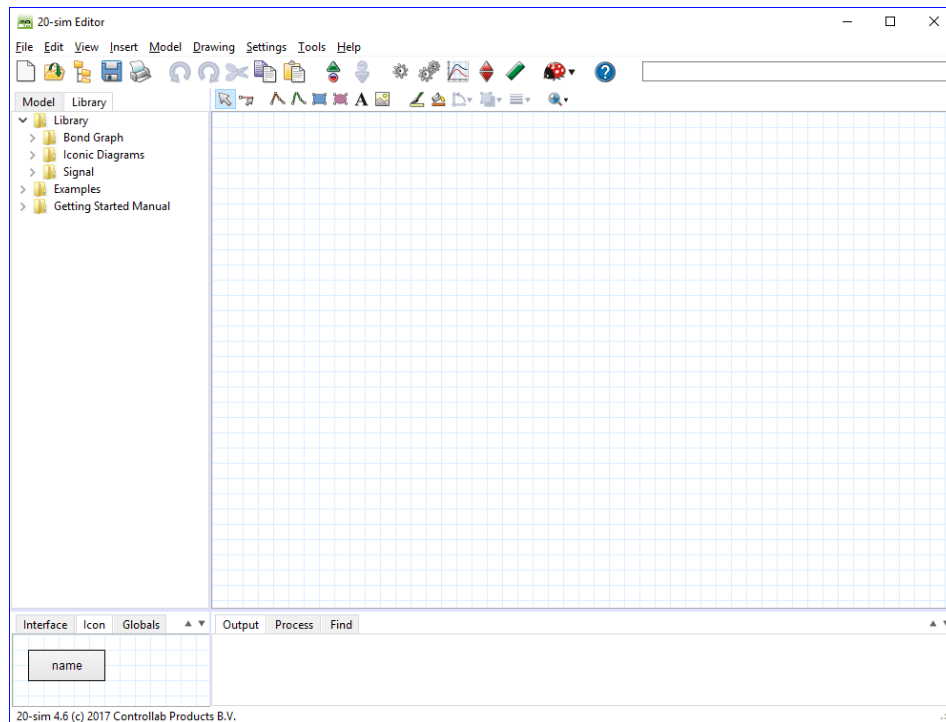 20-sim Editor
File Edit View Insert Model Drawing Settings Tools Help
Model Library
A
Library
Bond Graph
Iconic Diagrams
Signal
Examples
Getting Started Manual
Interface Icon Globals
Output Process Find
name
20-sim 4.6 (c) 2017 Controllab Products B.V.